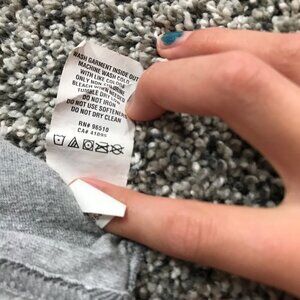 WASH GARMENT INSIDE OUT
MACHINE WASH COLD
WITH LIKE COLORS
ONLY NON-CHLORINE
BLEACH WHEN NEEDED
TUMBLE DRY LOW
DO NOT IRON
DO NOT USE SOFTENERS
DO NOT DRY CLEAN
RN# 96510
CA# 41095